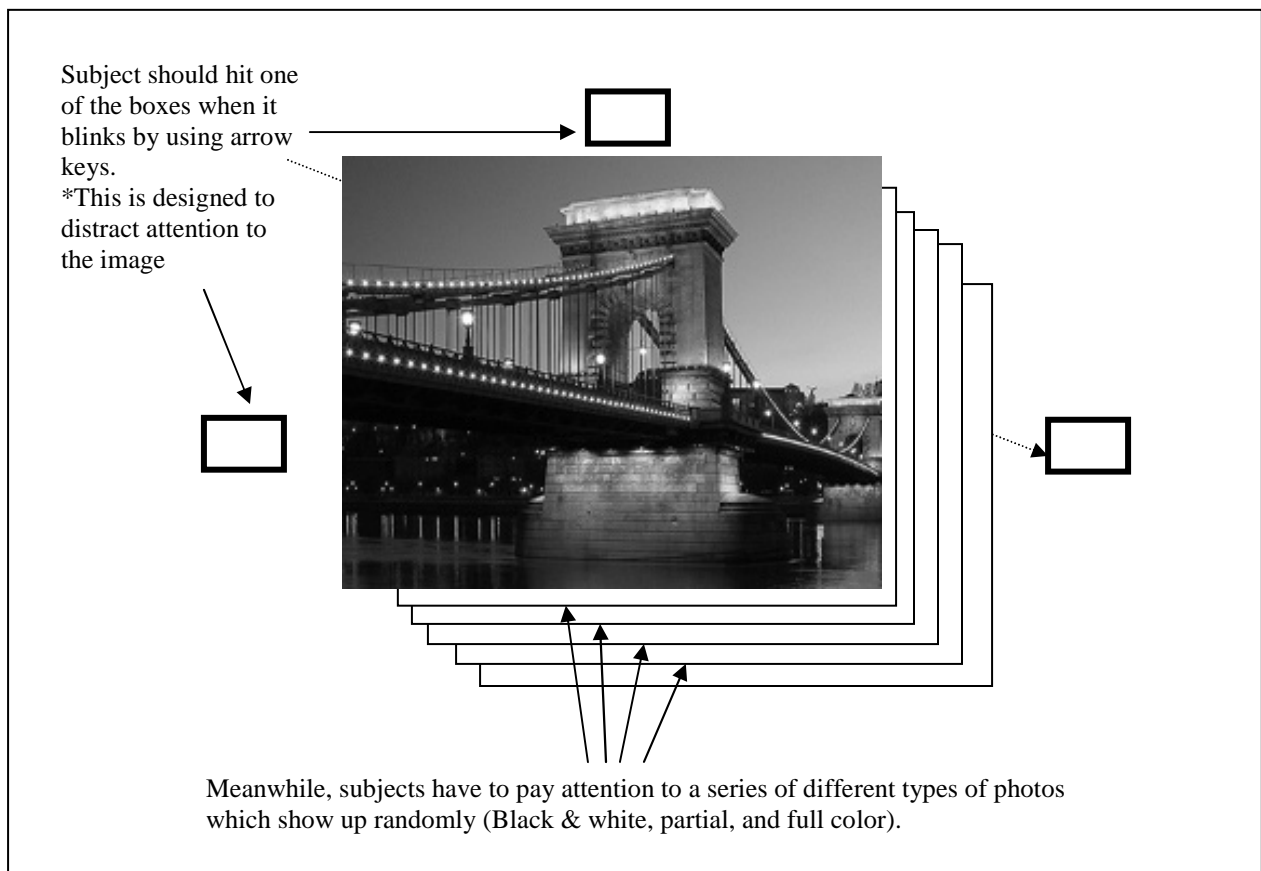 Subject should hit one
of the boxes when it
blinks by using arrow
keys.
*This is designed to
distract attention to
the image
Meanwhile, subjects have to pay attention to a series of different types of photos
which show up randomly (Black & white, partial, and full color).